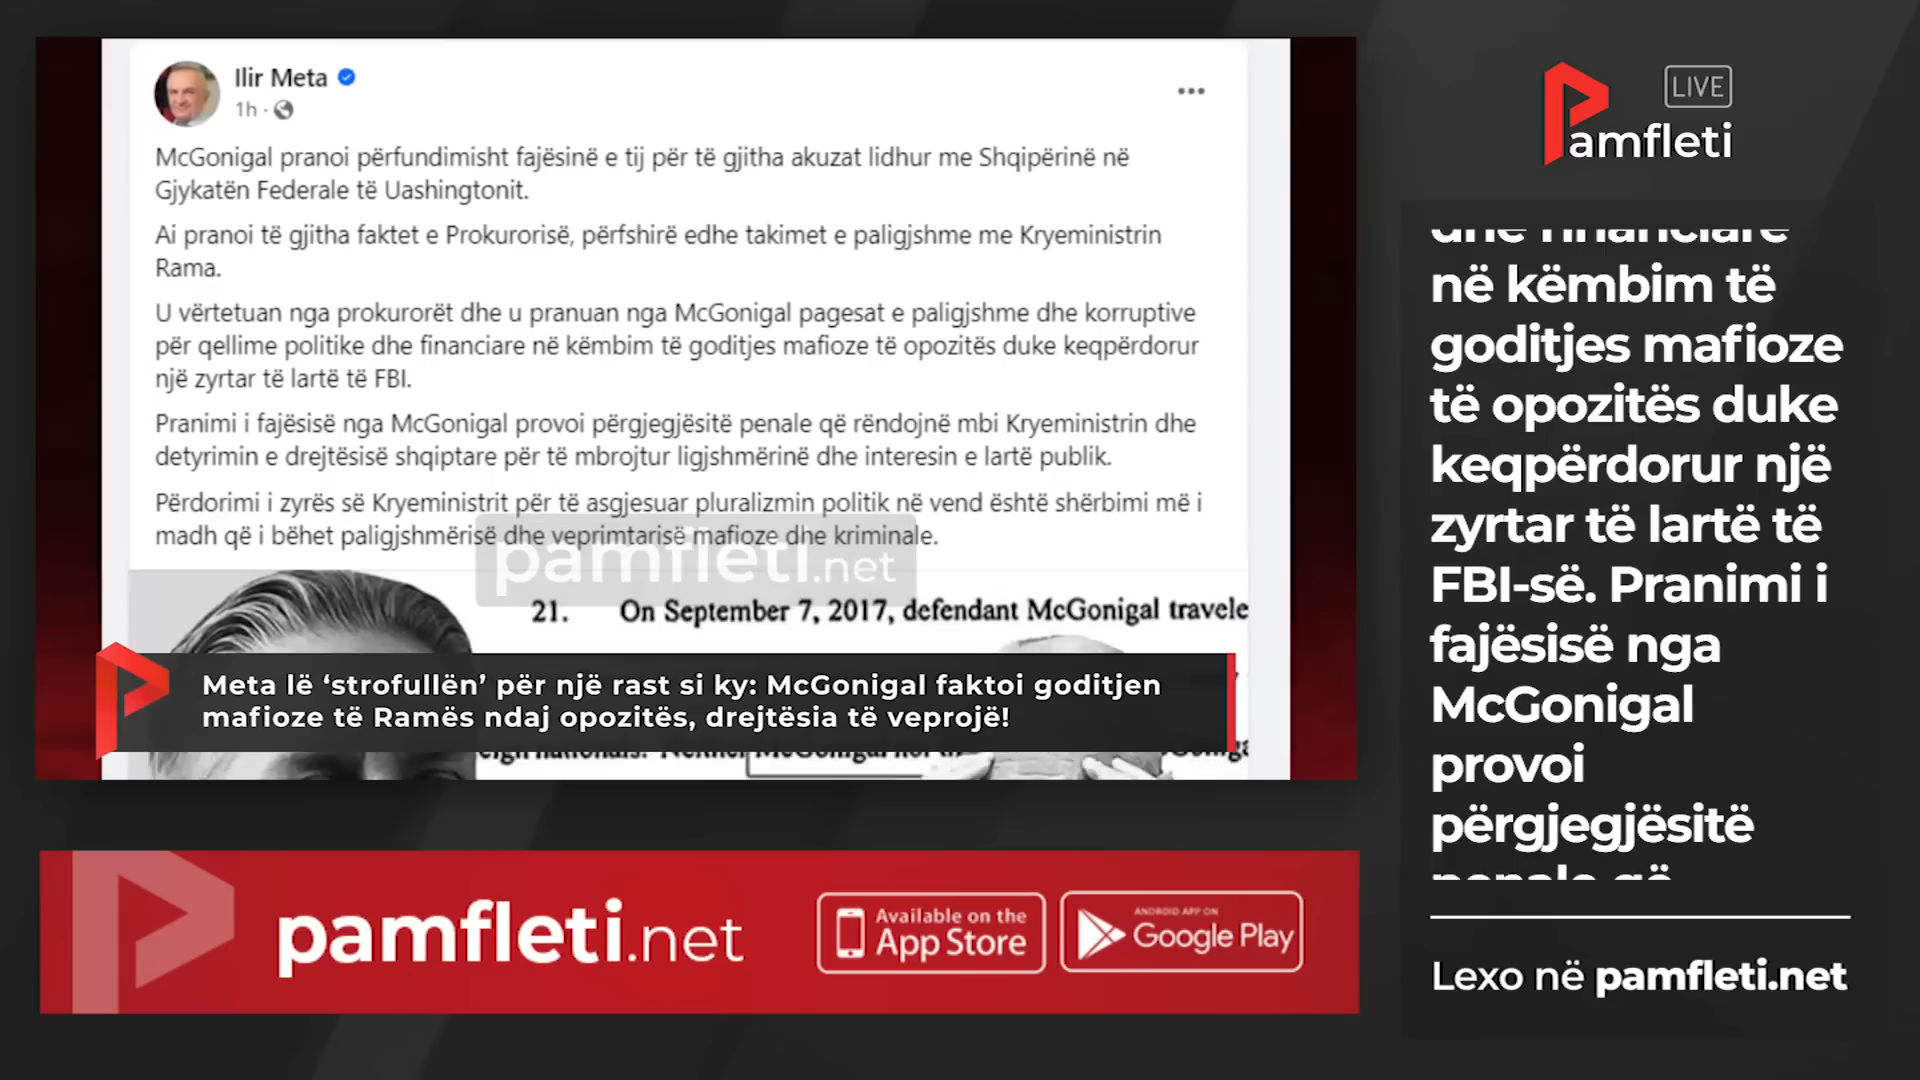 Ilir Meta
1h ·
McGonigal pranoi përfundimisht fajësinë e tij për të gjitha akuzat lidhur me Shqipërinë në
Gjykatën Federale të Uashingtonit.
Ai pranoi të gjitha faktet e Prokurorisë, përfshirë edhe takimet e paligjshme me Kryeministrin
Rama.
U vërtetuan nga prokurorët dhe u pranuan nga McGonigal pagesat e paligjshme dhe korruptive
për qellime politike dhe financiare në këmbim të goditjes mafioze të opozitës duke keqpërdorur
një zyrtar të lartë të FBI.
Pranimi i fajësisë nga McGonigal provoi përgjegjësitë penale që rëndojnë mbi Kryeministrin dhe
detyrimin e drejtësisë shqiptare për të mbrojtur ligjshmërinë dhe interesin e lartë publik.
Përdorimi i zyrës së Kryeministrit për të asgjesuar pluralizmin politik në vend është shërbimi më i
madh që i bëhet paligjshmërisë dhe veprimtarisë mafioze dhe kriminale.
pamfleti.net
21. On September 7, 2017, defendant McGonigal travele
Meta lë ‘strofullën’ për një rast si ky: McGonigal faktoi goditjen
mafioze të Ramës ndaj opozitës, drejtësia të veprojë!
pamfleti.net
Available on the
App Store
ANDROID APP ON
Google Play
LIVE
Pamfleti
dhe financiare
në këmbim të
goditjes mafioze
të opozitës duke
keqpërdorur një
zyrtar të lartë të
FBI-së. Pranimi i
fajësisë nga
McGonigal
provoi
përgjegjësitë
penale që
Lexo në pamfleti.net